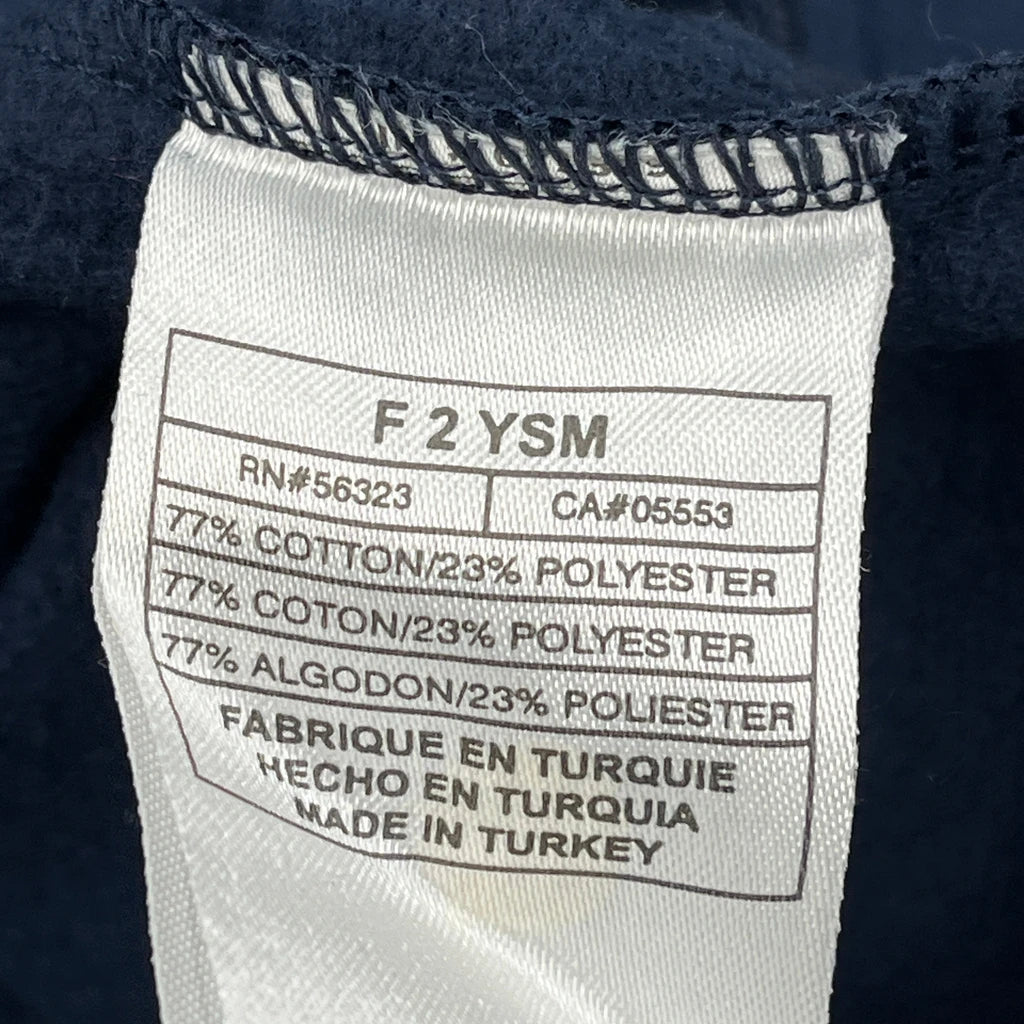 F 2 YSM
RN#56323 CA#05553
77% COTTON/23% POLYESTER
77% COTON/23% POLYESTER
77% ALGODON/23% POLIESTER
FABRIQUE EN TURQUIE
HECHO EN TURQUIA
MADE IN TURKEY